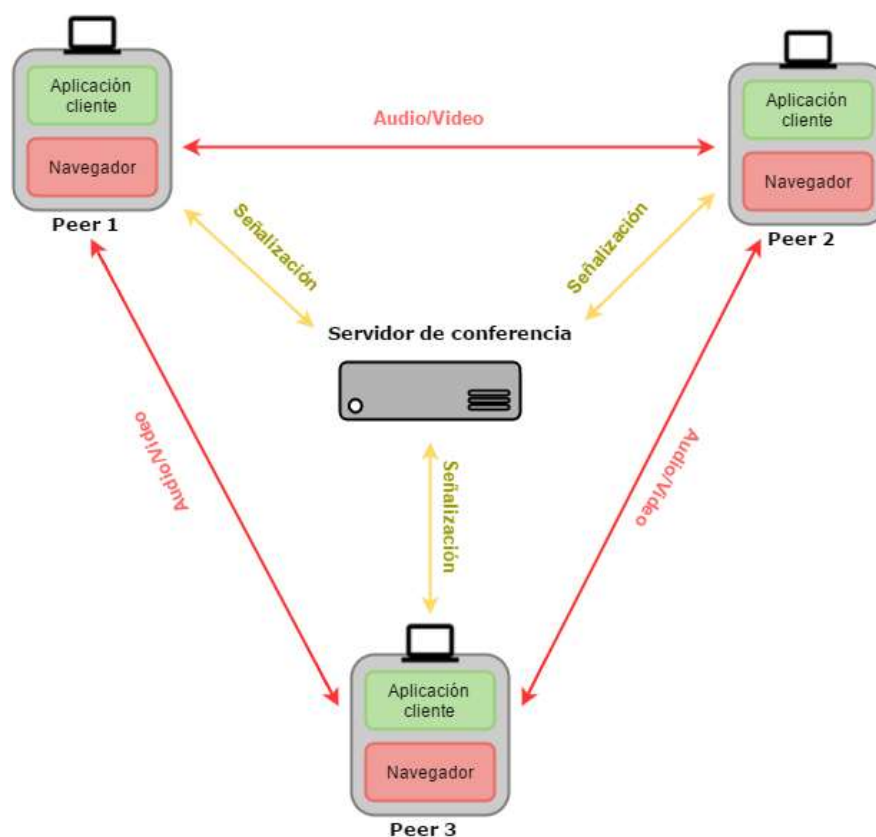 Aplicación
cliente
Navegador
Peer 1
Audio/Video
Aplicación
cliente
Navegador
Peer 2
Señalización
Señalización
Servidor de conferencia
Audio/Video
Señalización
Audio/Video
Aplicación
cliente
Navegador
Peer 3